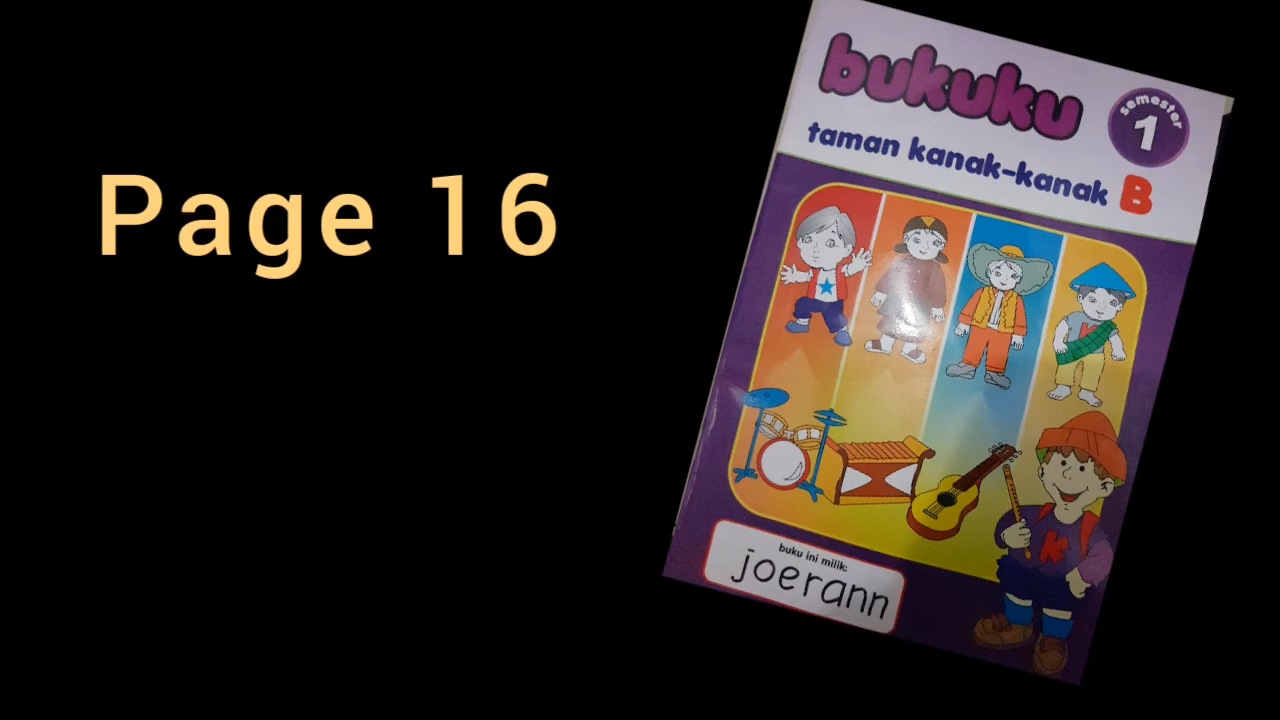 Page 16
bukuku
semester
1
taman kanak-kanak B
K
K
buku ini milik:
joerann